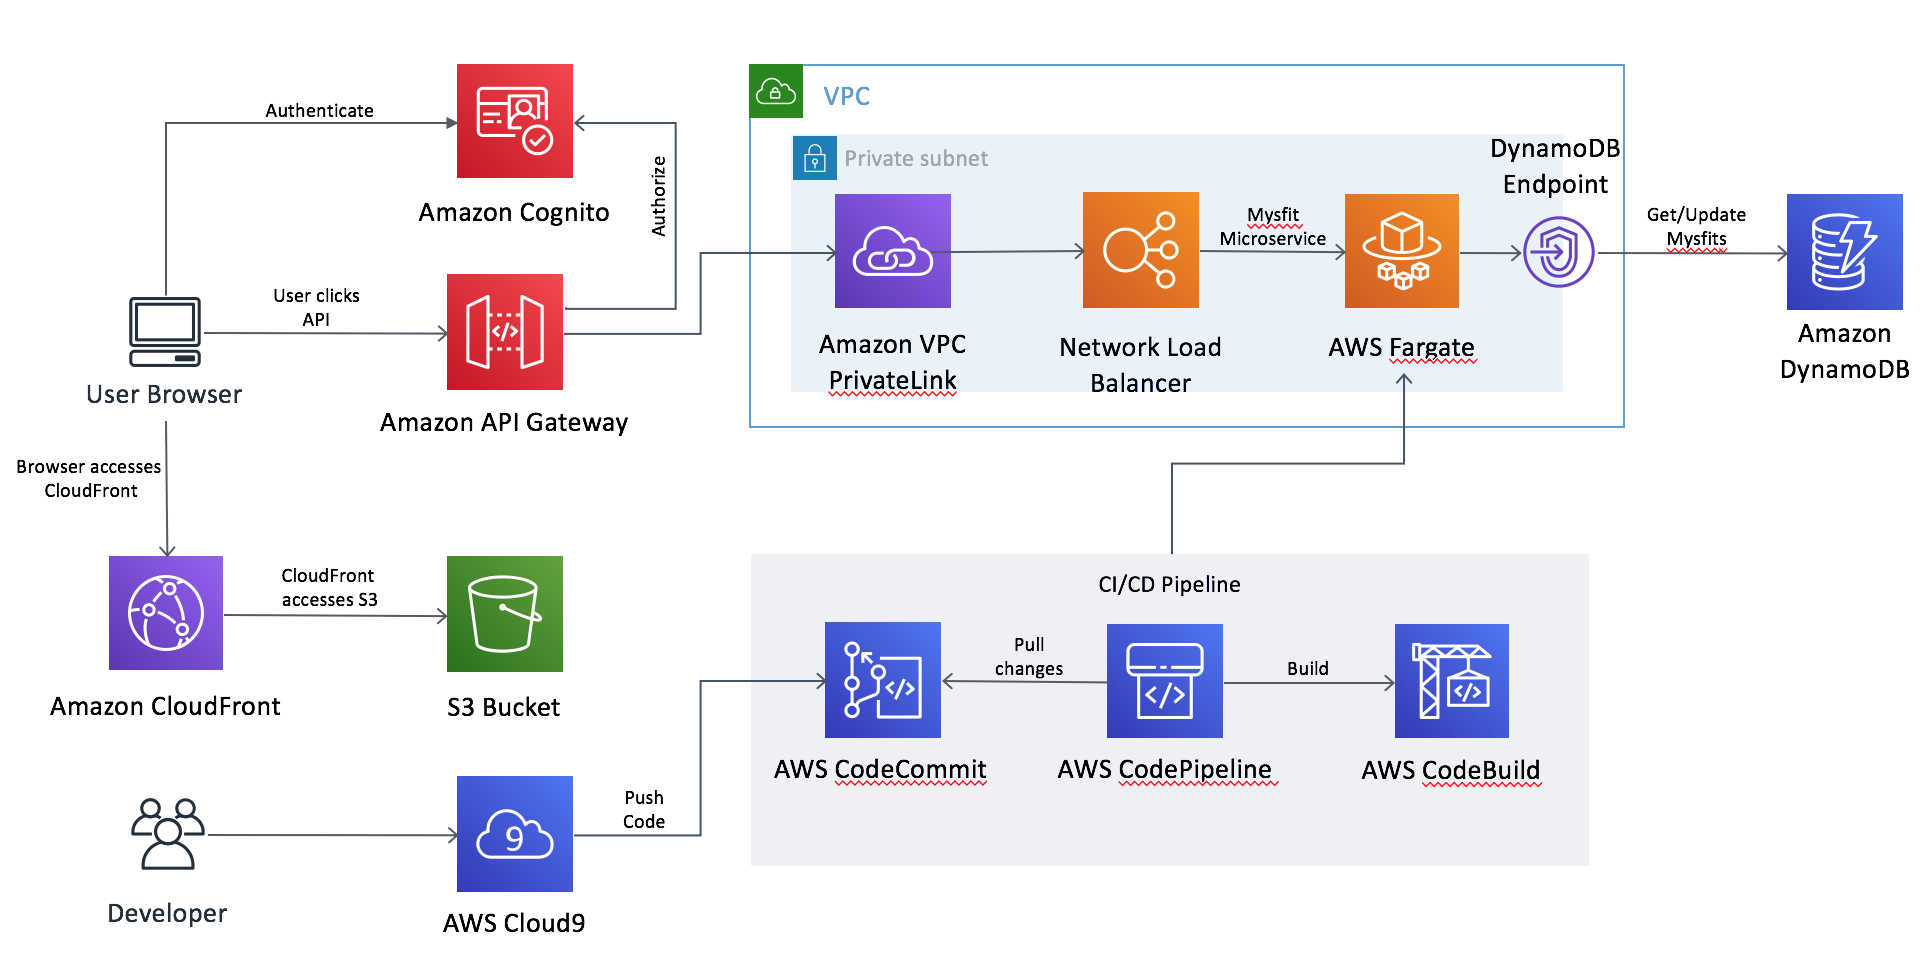 Authenticate
Amazon Cognito
Authorize
User clicks
API
User Browser
Amazon API Gateway
Browser accesses
CloudFront
CloudFront
accesses S3
Amazon CloudFront
S3 Bucket
Developer
9
AWS Cloud9
Push
Code
VPC
Private subnet
Amazon VPC
PrivateLink
Network Load
Balancer
Mysfit
Microservice
AWS Fargate
DynamoDB
Endpoint
Get/Update
Mysfits
Amazon
DynamoDB
CI/CD Pipeline
AWS CodeCommit
Pull
changes
AWS CodePipeline
Build
AWS CodeBuild